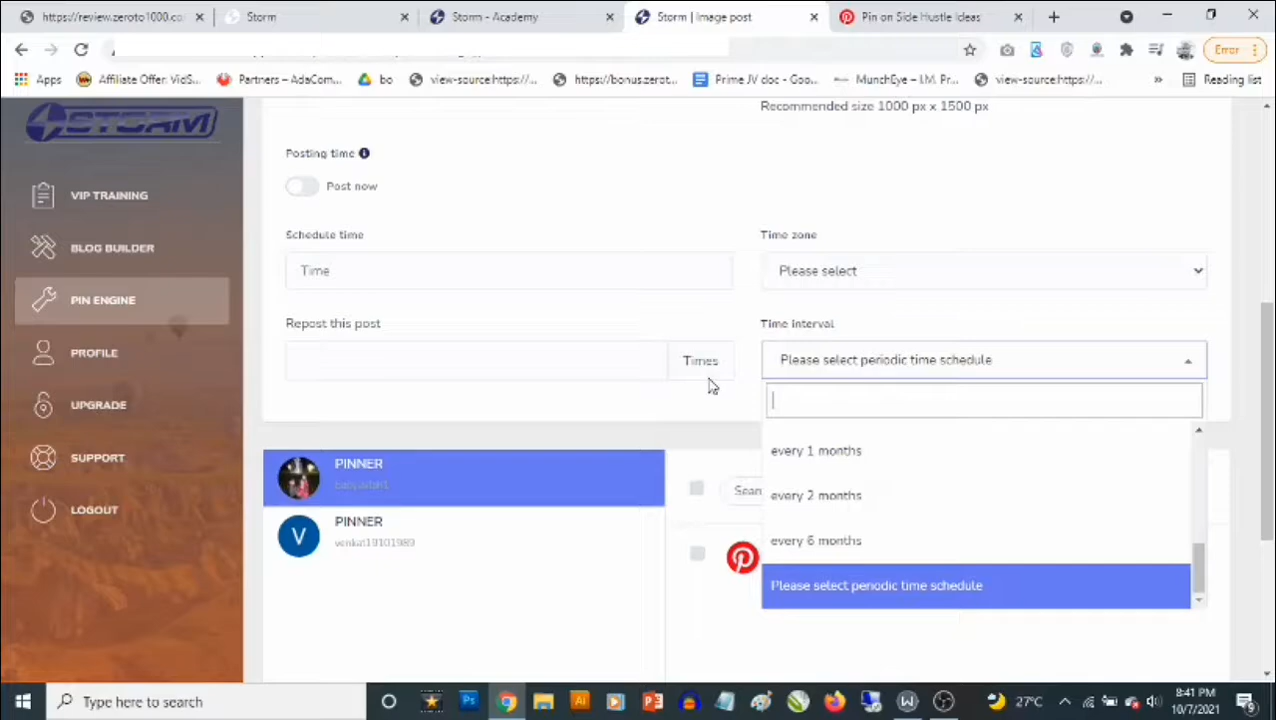 https://review.zeroto1000.co
Storm
Storm - Academy
Storm | Image post
Pin on Side Hustle Ideas
Error
Apps
Affiliate Offer: VidS...
Partners – AdaCom...
bo
view-source:https://...
https://bonus.zerot...
Prime JV doc - Goo...
MunchEye – I.M. Pr...
view-source:https://...
»
Reading list
STORM
Recommended size 1000 px x 1500 px
VIP TRAINING
BLOG BUILDER
PIN ENGINE
PROFILE
UPGRADE
SUPPORT
LOGOUT
Posting time
Post now
Schedule time
Time zone
Time
Please select
Repost this post
Time interval
Times
Please select periodic time schedule
every 1 months
every 2 months
every 6 months
Please select periodic time schedule
PINNER
PINNER
V
venkat19101989
Sear
Type here to search
27°C
8:41 PM
10/7/2021